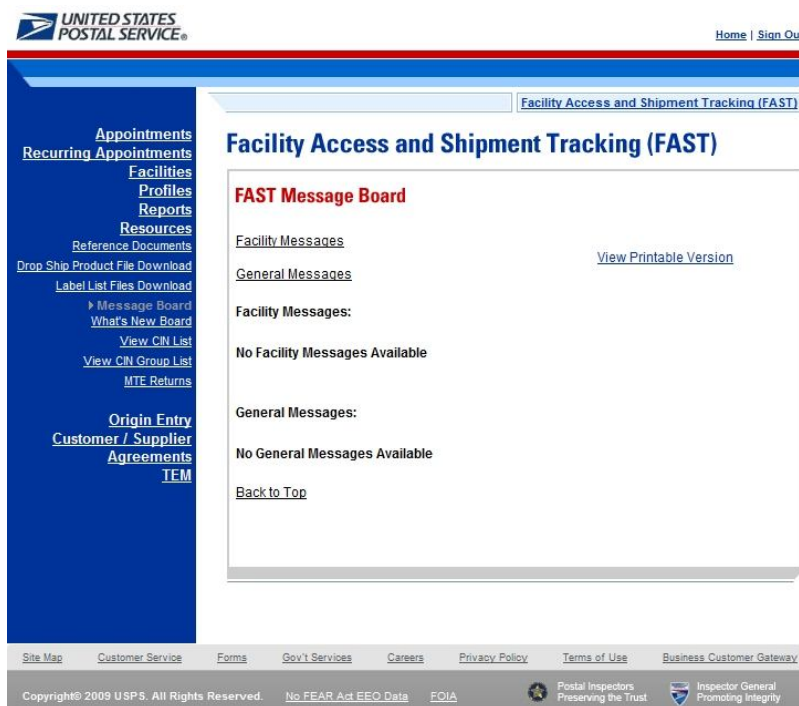 UNITED STATES
POSTAL SERVICE®
Home | Sign Ou
Facility Access and Shipment Tracking (FAST)
Appointments
Recurring Appointments
Facilities
Profiles
Reports
Resources
Reference Documents
Drop Ship Product File Download
Label List Files Download
Message Board
What's New Board
View CIN List
View CIN Group List
MTE Returns
Origin Entry
Customer / Supplier
Agreements
TEM
Facility Access and Shipment Tracking (FAST)
FAST Message Board
Facility Messages
View Printable Version
General Messages
Facility Messages:
No Facility Messages Available
General Messages:
No General Messages Available
Back to Top
Site Map Customer Service Forms Gov't Services Careers Privacy Policy Terms of Use Business Customer Gateway
Copyright© 2009 USPS. All Rights Reserved. No FEAR Act EEO Data FOIA
Postal Inspectors
Preserving the Trust
Inspector General
Promoting Integrity